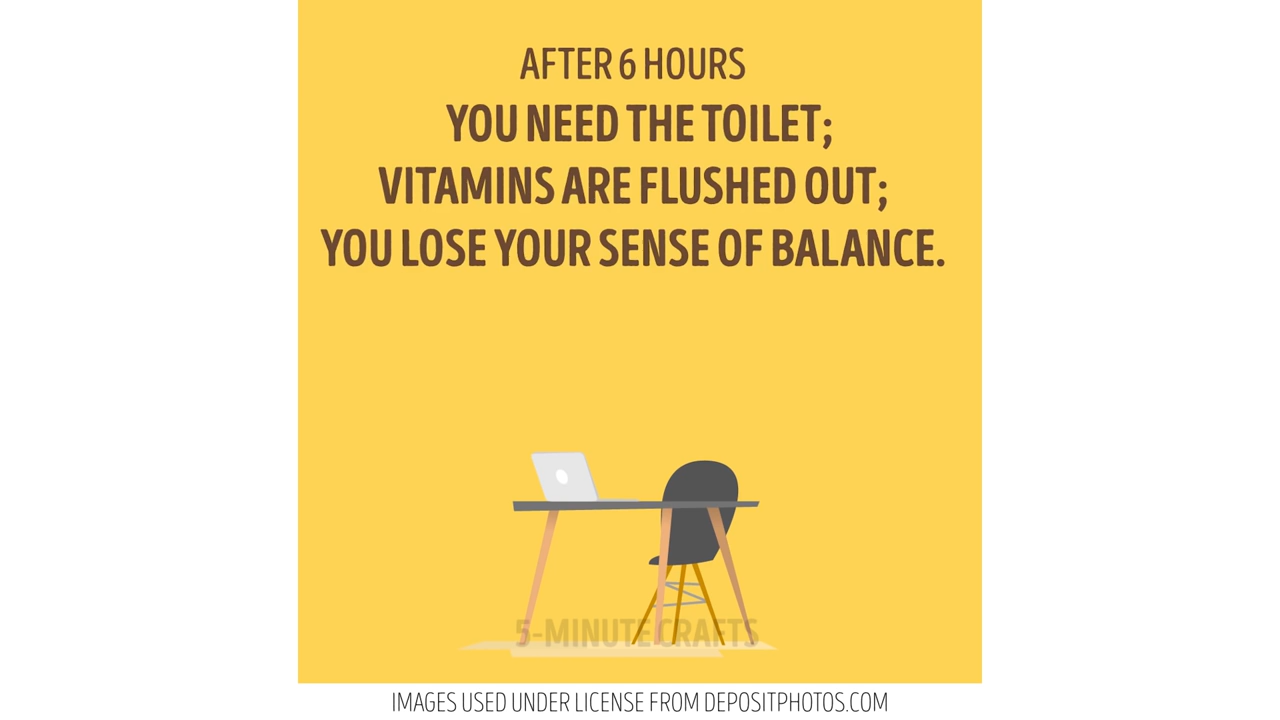 AFTER 6 HOURS
YOU NEED THE TOILET;
VITAMINS ARE FLUSHED OUT;
YOU LOSE YOUR SENSE OF BALANCE.
5-MINUTE CRAFTS
IMAGES USED UNDER LICENSE FROM DEPOSITPHOTOS.COM